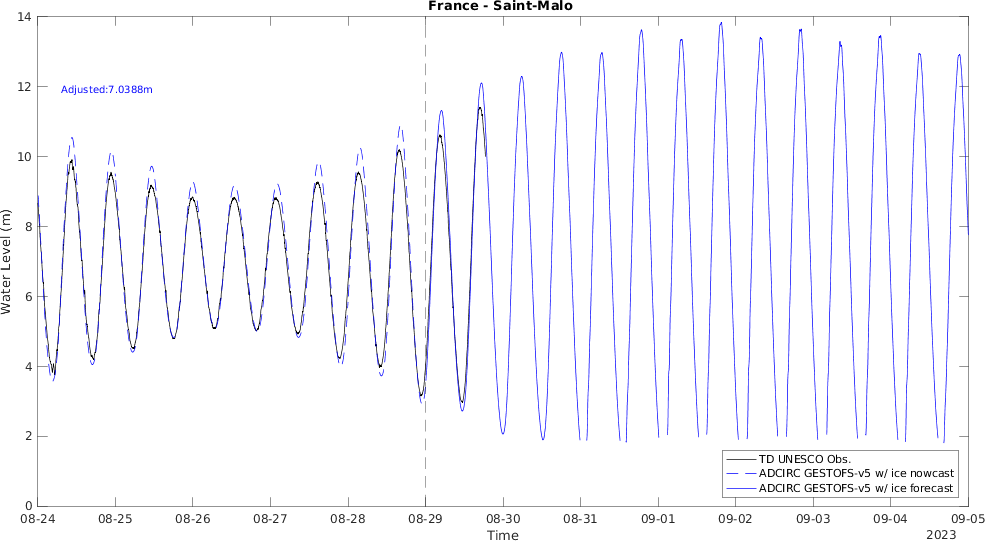 France - Saint-Malo
14
12
10
8
6
4
2
0
Water Level (m)
Adjusted:7.0388m
TD UNESCO Obs.
ADCIRC GESTOFS-v5 w/ ice nowcast
ADCIRC GESTOFS-v5 w/ ice forecast
08-24 08-25 08-26 08-27 08-28 08-29 08-30 08-31 09-01 09-02 09-03 09-04 09-05
Time
2023